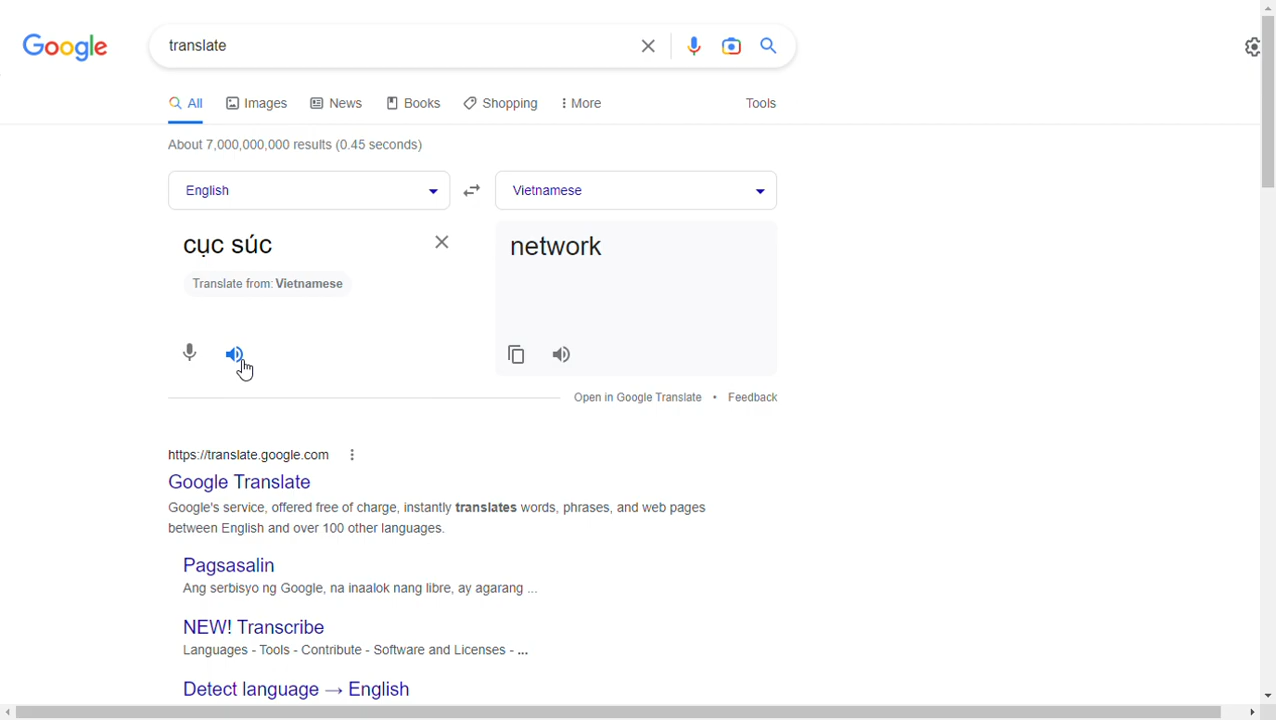 Google
translate
All Images News Books Shopping More Tools
About 7,000,000,000 results (0.45 seconds)
English Vietnamese
cục súc network
Translate from: Vietnamese
Open in Google Translate • Feedback
https://translate.google.com
Google Translate
Google's service, offered free of charge, instantly translates words, phrases, and web pages
between English and over 100 other languages.
Pagsasalin
Ang serbisyo ng Google, na inaalok nang libre, ay agarang ...
NEW! Transcribe
Languages - Tools - Contribute - Software and Licenses - ...
Detect language → English